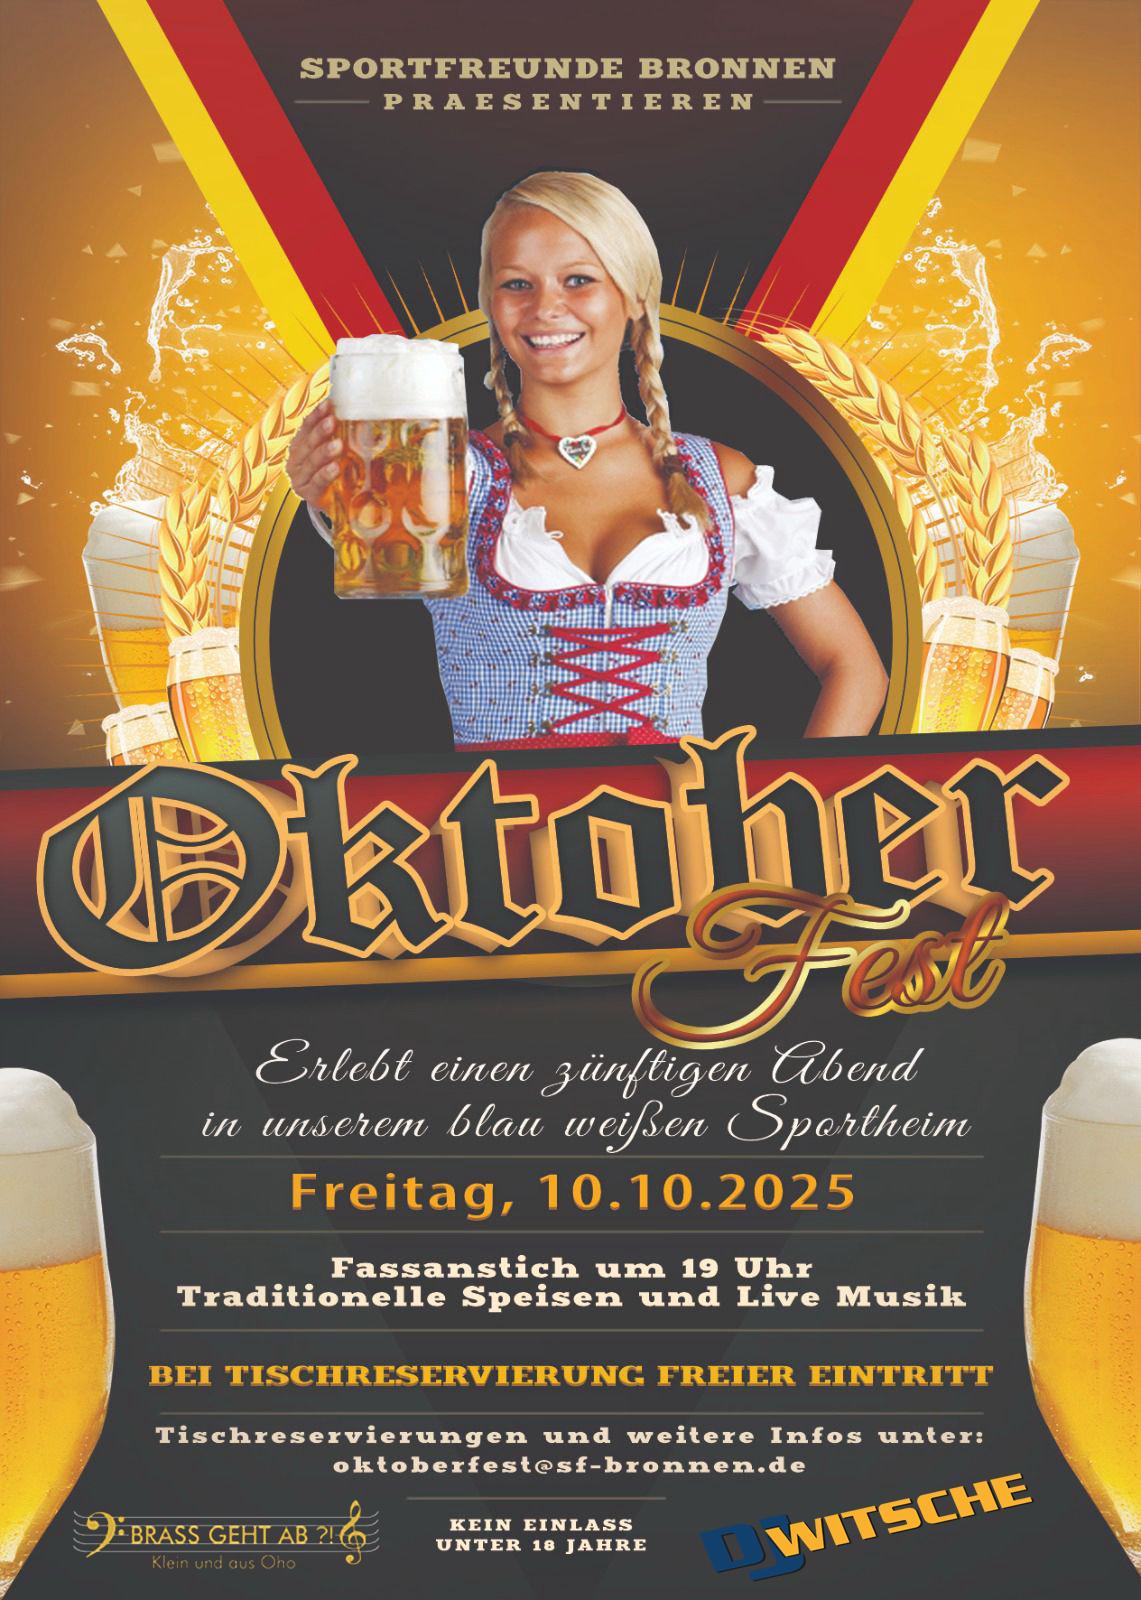 SPORTFREUNDE BRONNEN
PRAESENTIEREN
Oktober
Fest
Erlebt einen zünftigen Abend
in unserem blau weißen Sportheim
Freitag, 10.10.2025
Fassanstich um 19 Uhr
Traditionelle Speisen und Live Musik
BEI TISCHRESERVIERUNG FREIER EINTRITT
Tischreservierungen und weitere Infos unter:
oktoberfest@sf-bronnen.de
BRASS GEHT AB ?!
Klein und aus Oho
KEIN EINLASS
UNTER 18 JAHRE
DJ WITSCHE